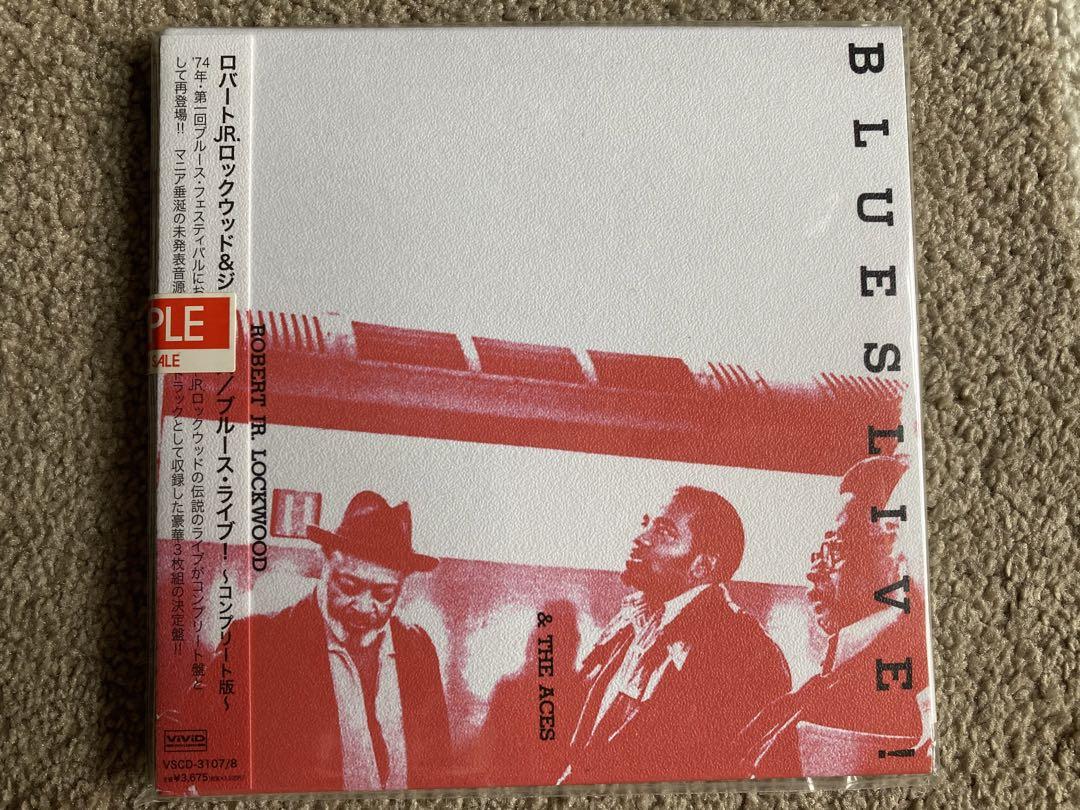 ロバートJR.ロックウッド&ジ
／ブルース・ライブ! ～コンプリート版～
'74年・第一回ブルース・フェスティバルにお
JR.ロックウッドの伝説のライブがコンプリート盤と
して再登場!! マニア垂涎の未発表音源
トラックとして収録した豪華3枚組の決定盤!!
PLE
SALE
ROBERT JR. LOCKWOOD
& THE ACES
BLUES LIVE!
ViViD
VSCD-3107/8
¥3,675